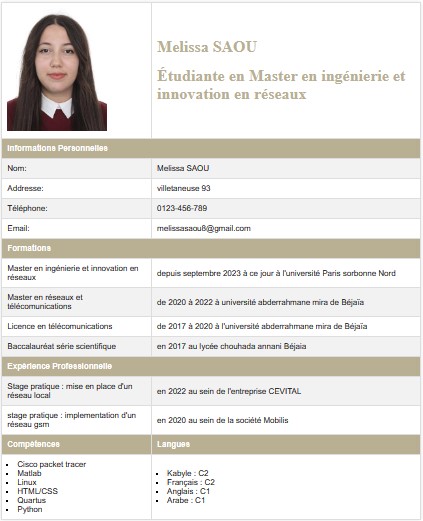 Melissa SAOU
Étudiante en Master en ingénierie et
innovation en réseaux
Informations Personnelles
Nom: Melissa SAOU
Addresse: villetaneuse 93
Téléphone: 0123-456-789
Email: melissasaou8@gmail.com
Formations
Master en ingénierie et innovation en
réseaux
depuis septembre 2023 à ce jour à l'université Paris sorbonne Nord
Master en réseaux et
télécomunications
de 2020 à 2022 à université abderrahmane mira de Béjaïa
Licence en télécomunications de 2017 à 2020 à l'université abderrahmane mira de Béjaïa
Baccalauréat série scientifique en 2017 au lycée chouhada annani Béjaia
Expérience Professionnelle
Stage pratique : mise en place d'un
réseau local
en 2022 au sein de l'entreprise CEVITAL
stage pratique : implementation d'un
réseau gsm
en 2020 au sein de la société Mobilis
Compétences Langues
Cisco packet tracer
Matlab
Linux
HTML/CSS
Quartus
Python
Kabyle : C2
Français : C2
Anglais : C1
Arabe : C1